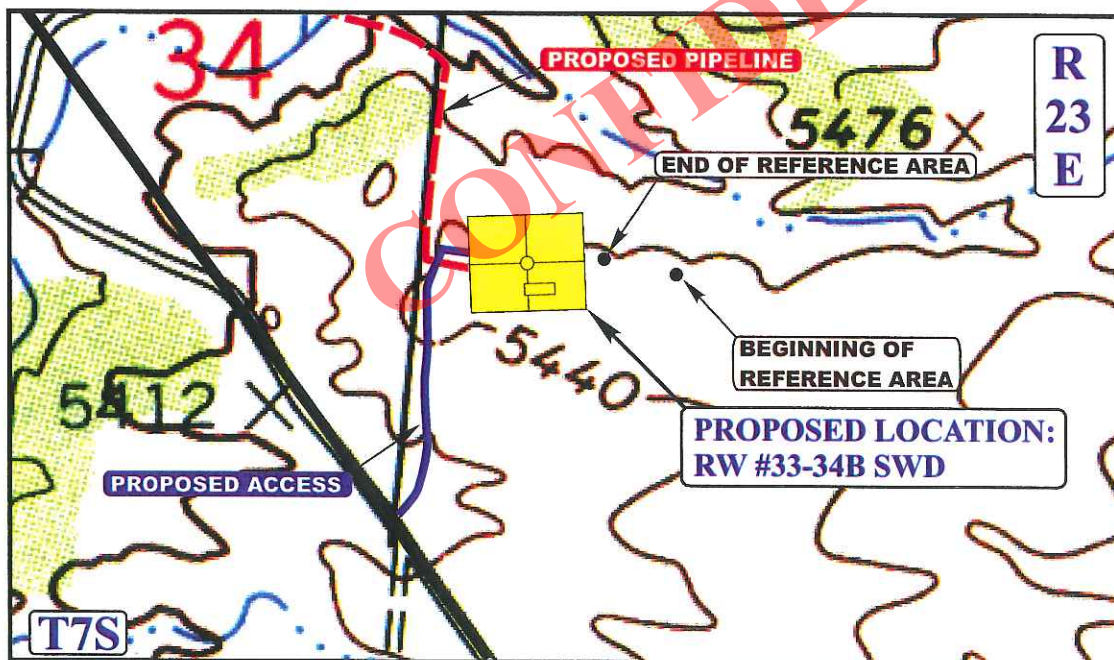 34
PROPOSED PIPELINE
R
23
E
5476
END OF REFERENCE AREA
CONFIDE
5440
BEGINNING OF
REFERENCE AREA
5412
PROPOSED LOCATION:
RW #33-34B SWD
PROPOSED ACCESS
T7S